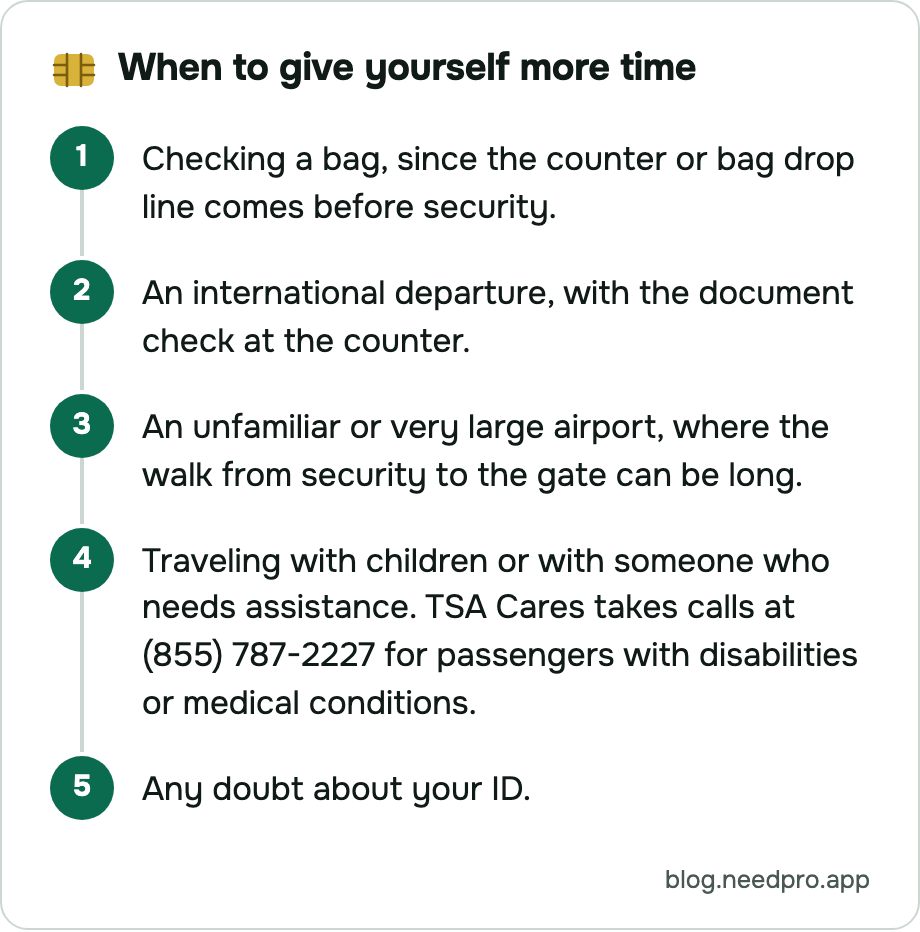 When to give yourself more time
1
Checking a bag, since the counter or bag drop
line comes before security.
2
An international departure, with the document
check at the counter.
3
An unfamiliar or very large airport, where the
walk from security to the gate can be long.
4
Traveling with children or with someone who
needs assistance. TSA Cares takes calls at
(855) 787-2227 for passengers with disabilities
or medical conditions.
5
Any doubt about your ID.
blog.needpro.app